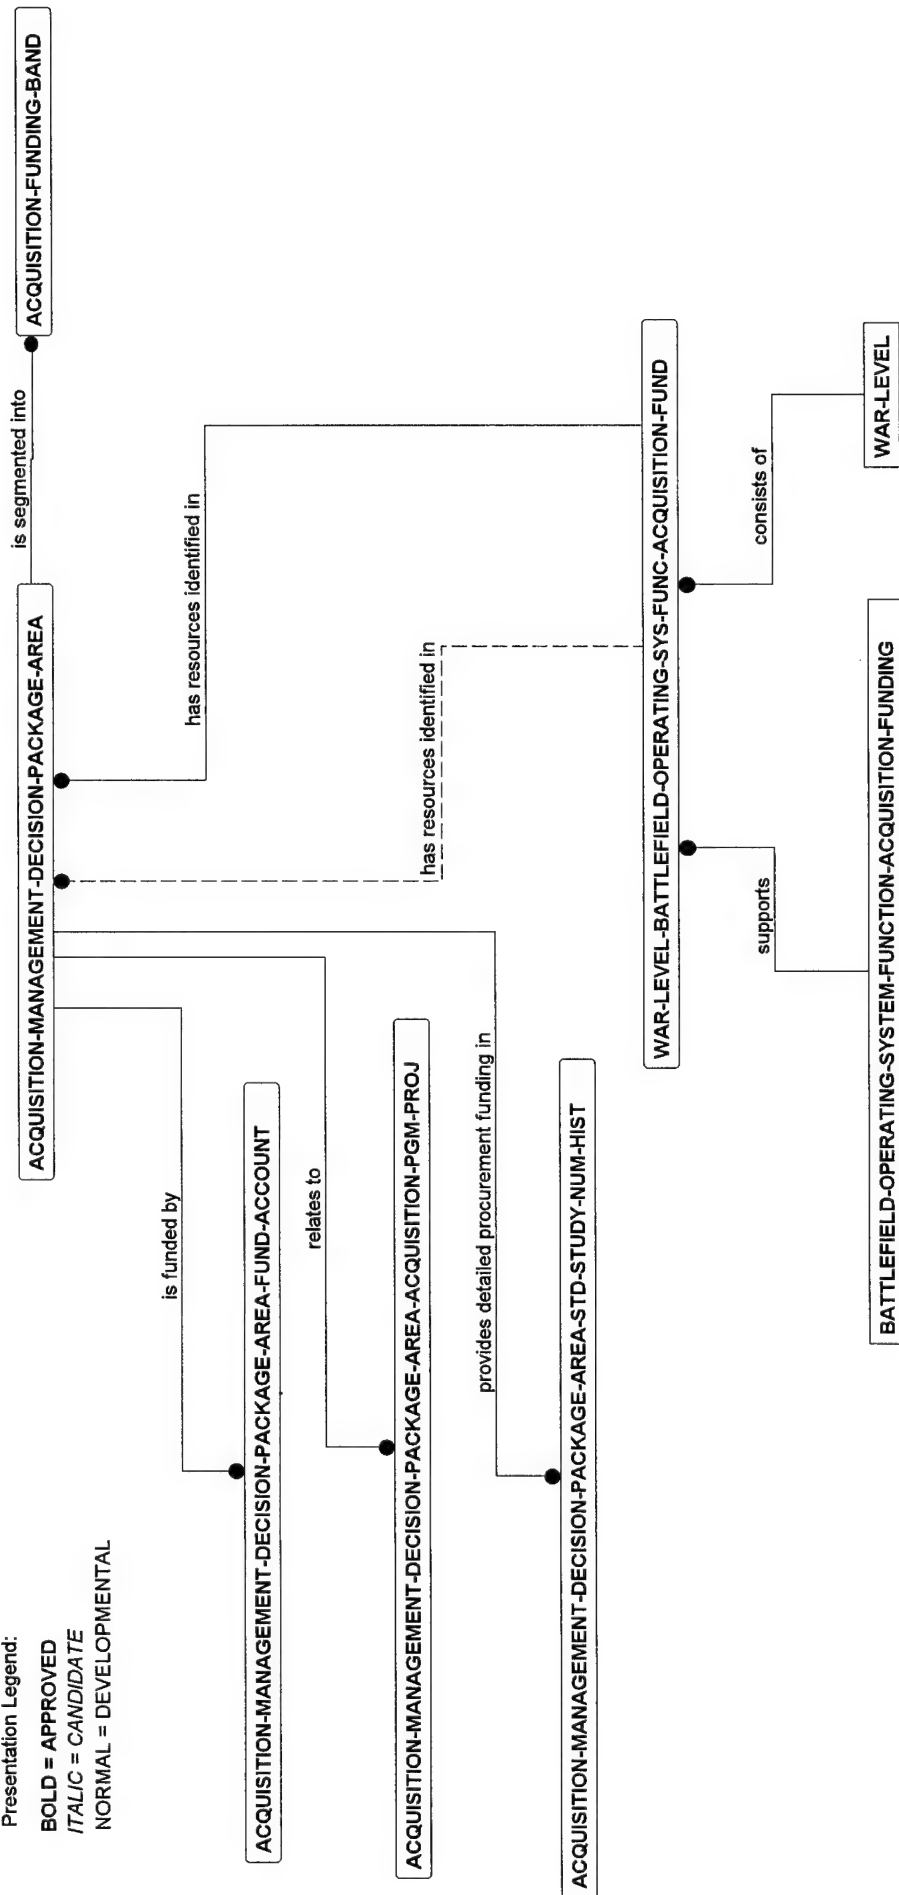 Presentation Legend:
BOLD = APPROVED
ITALIC = CANDIDATE
NORMAL = DEVELOPMENTAL
ACQUISITION-MANAGEMENT-DECISION-PACKAGE-AREA
is segmented into
ACQUISITION-FUNDING-BAND
is funded by
has resources identified in
ACQUISITION-MANAGEMENT-DECISION-PACKAGE-AREA-FUND-ACCOUNT
relates to
ACQUISITION-MANAGEMENT-DECISION-PACKAGE-AREA-ACQUISITION-PGM-PROJ
has resources identified in
provides detailed procurement funding in
ACQUISITION-MANAGEMENT-DECISION-PACKAGE-AREA-STD-STUDY-NUM-HIST
WAR-LEVEL-BATTLEFIELD-OPERATING-SYS-FUNC-ACQUISITION-FUND
supports
consists of
BATTLEFIELD-OPERATING-SYSTEM-FUNCTION-ACQUISITION-FUNDING
WAR-LEVEL